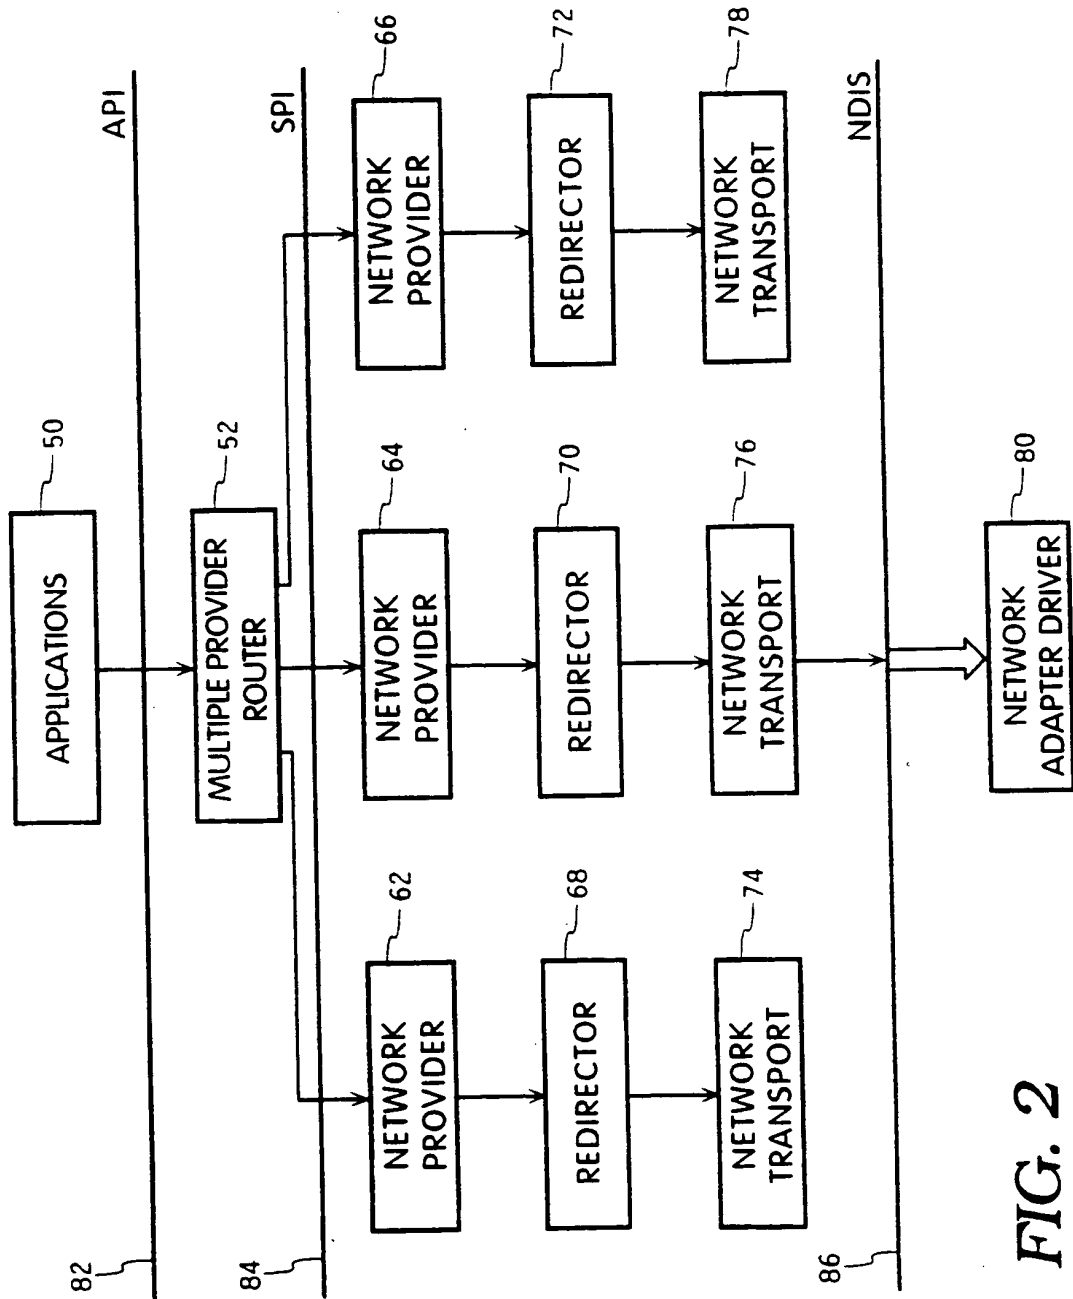 APPLICATIONS
50
82
API
MULTIPLE PROVIDER
ROUTER
52
84
SPI
NETWORK
PROVIDER
62
NETWORK
PROVIDER
64
NETWORK
PROVIDER
66
REDIRECTOR
68
REDIRECTOR
70
REDIRECTOR
72
NETWORK
TRANSPORT
74
NETWORK
TRANSPORT
76
NETWORK
TRANSPORT
78
86
NDIS
NETWORK
ADAPTER DRIVER
80
FIG. 2